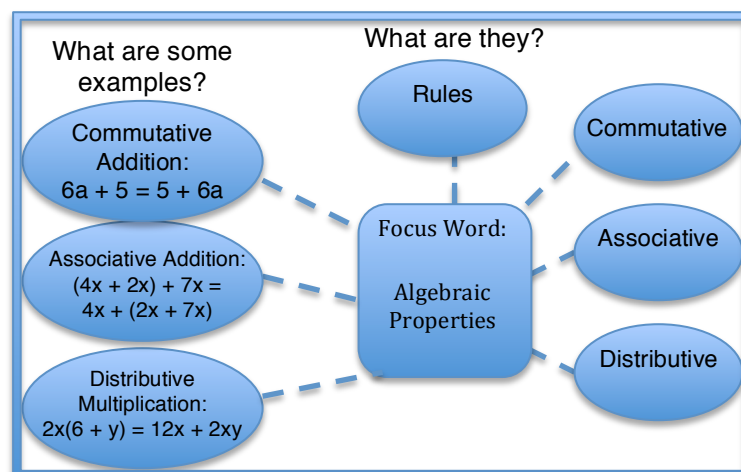 What are some
examples?
Commutative
Addition:
6a + 5 = 5 + 6a
Associative Addition:
(4x + 2x) + 7x =
4x + (2x + 7x)
Distributive
Multiplication:
2x(6 + y) = 12x + 2xy
What are they?
Rules
Focus Word:
Algebraic
Properties
Commutative
Associative
Distributive